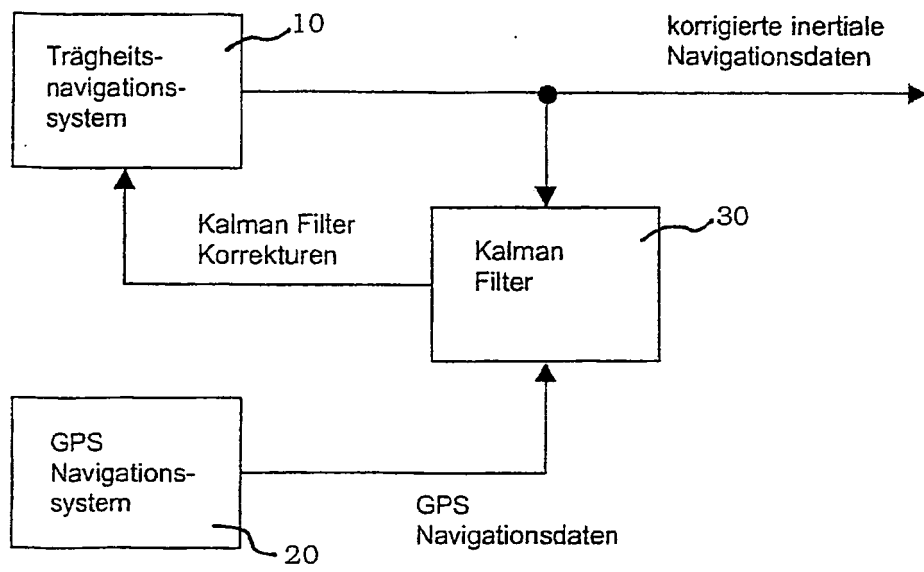 10
Trägheits-
navigations-
system
korrigierte inertiale
Navigationsdaten
Kalman Filter
Korrekturen
30
Kalman
Filter
GPS
Navigations-
system
20
GPS
Navigationsdaten